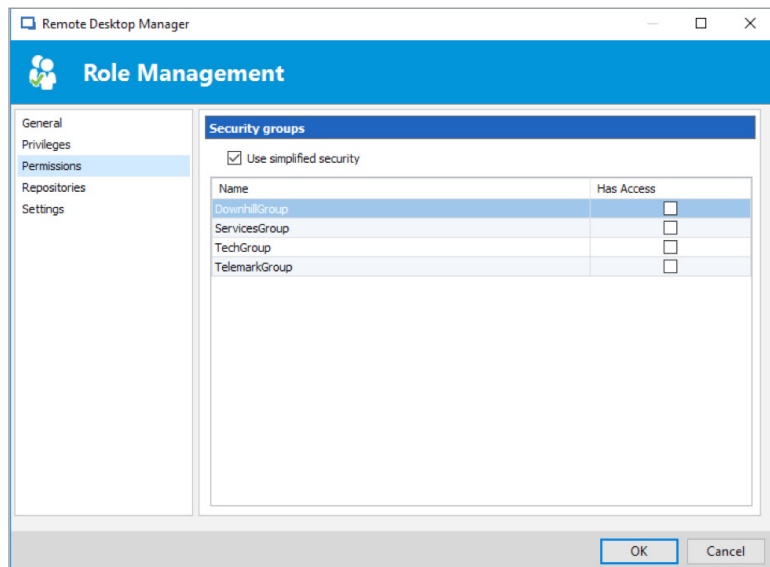 Remote Desktop Manager
Role Management
General
Privileges
Permissions
Repositories
Settings
Security groups
Use simplified security
Name Has Access
DownhillGroup
ServicesGroup
TechGroup
TelemarkGroup
OK Cancel